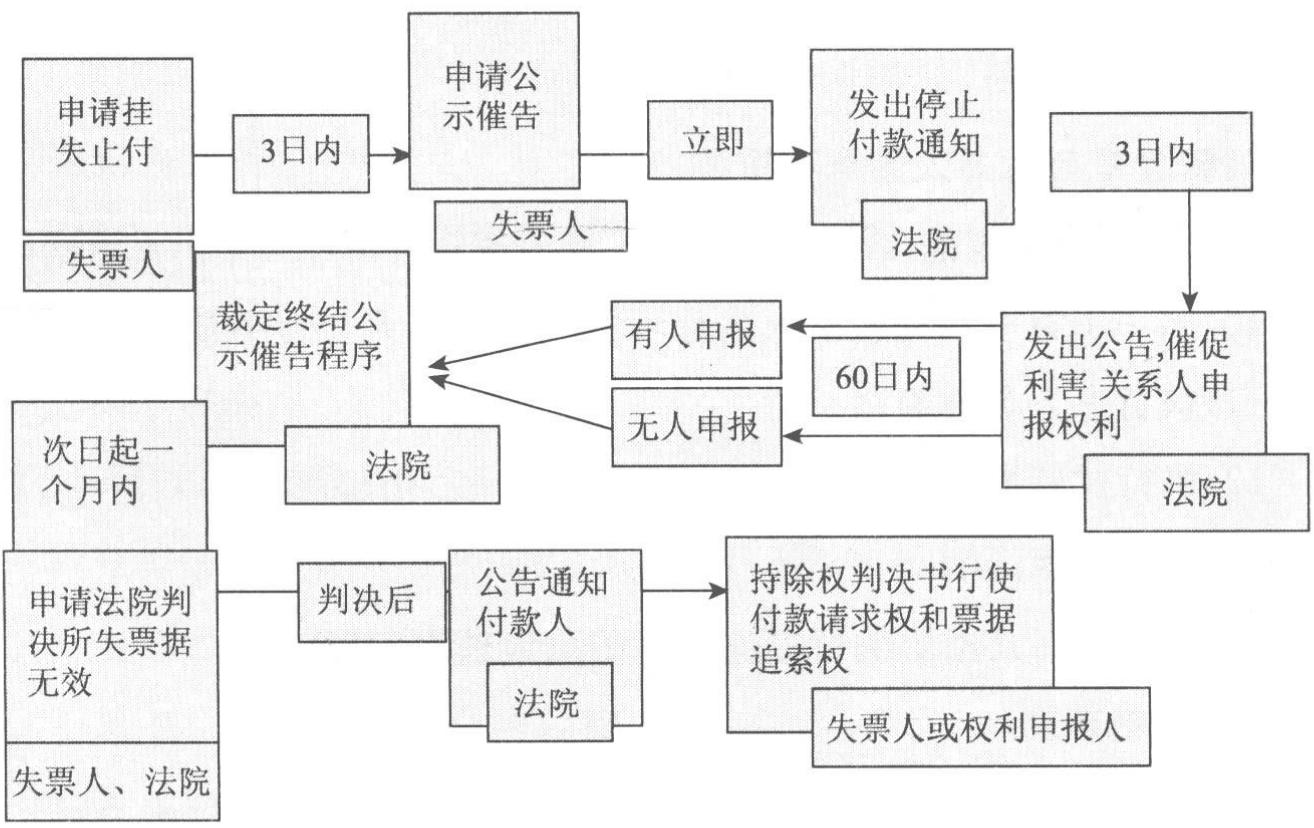 申请挂
失止付
失票人
3日内
申请公
示催告
失票人
立即
发出停止
付款通知
法院
3日内
发出公告,催促
利害 关系人申
报权利
法院
60日内
有人申报
无人申报
裁定终结公
示催告程序
法院
次日起一
个月内
申请法院判
决所失票据
无效
失票人、法院
判决后
公告通知
付款人
法院
持除权判决书行使
付款请求权和票据
追索权
失票人或权利申报人